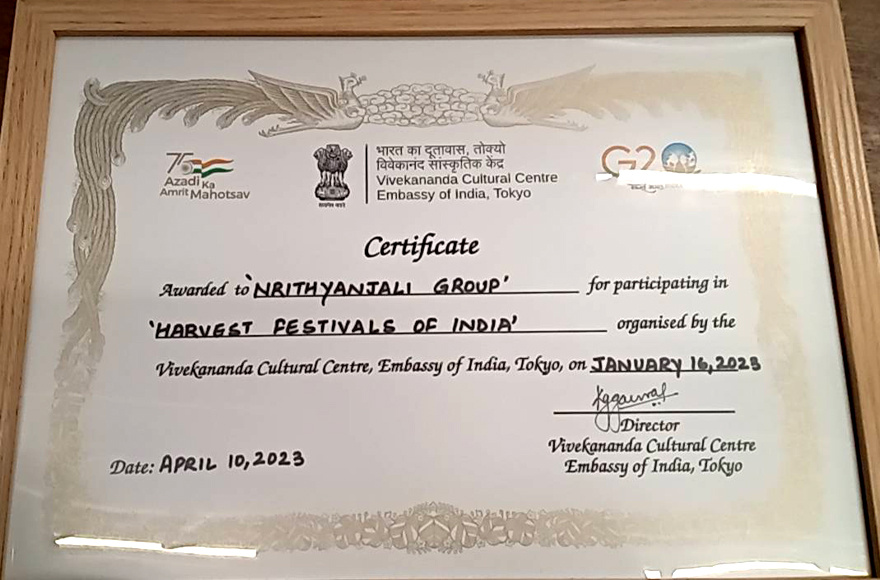 75
Azadi Ka
Amrit Mahotsav
भारत का दूतावास, तोक्यो
विवेकानंद सांस्कृतिक केंद्र
Vivekananda Cultural Centre
Embassy of India, Tokyo
G20
Certificate
Awarded to 'NRITHYANJALI GROUP' for participating in
'HARVEST FESTIVALS OF INDIA' organised by the
Vivekananda Cultural Centre, Embassy of India, Tokyo, on JANUARY 16, 2023
Director
Vivekananda Cultural Centre
Embassy of India, Tokyo
Date: APRIL 10, 2023